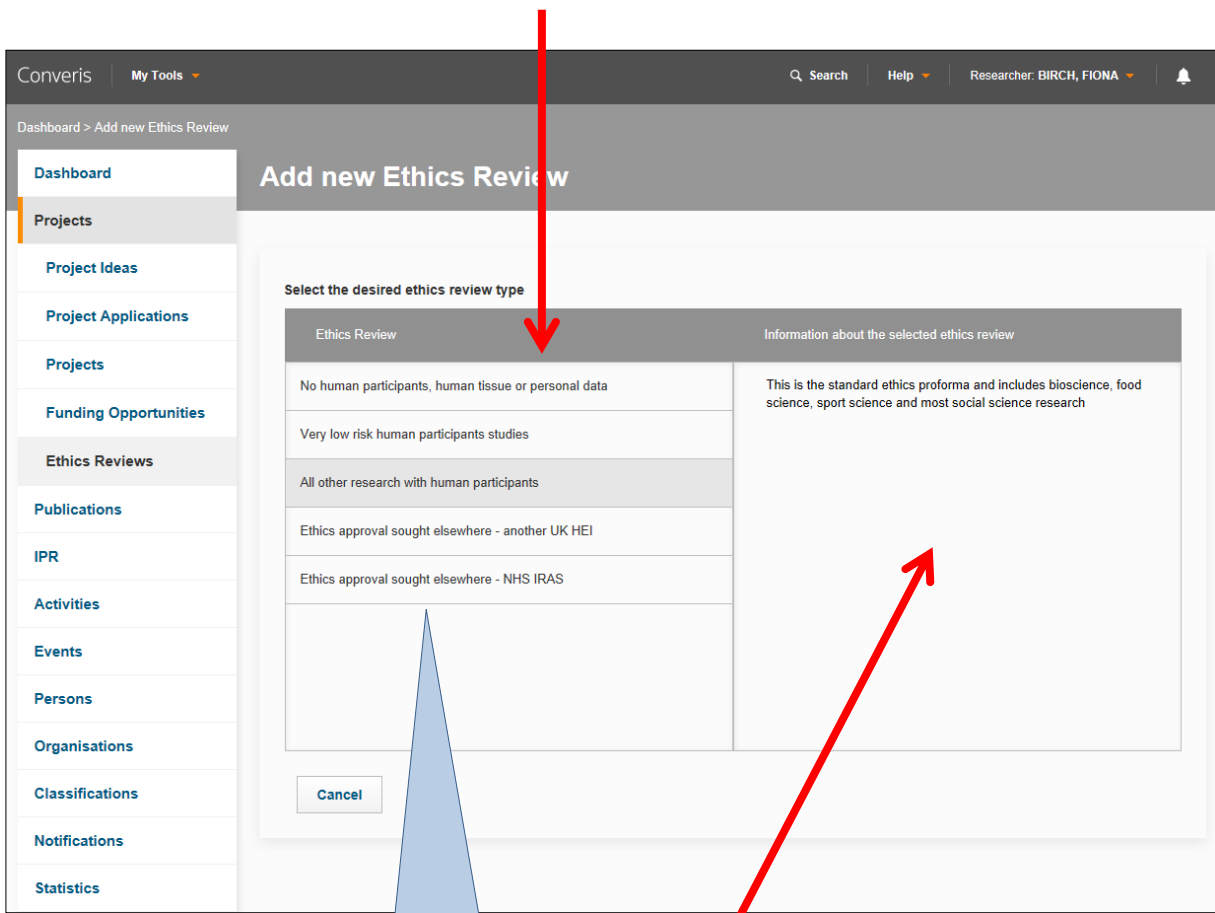 Converis
My Tools
Search
Help
Researcher: BIRCH, FIONA
Dashboard > Add new Ethics Review
Dashboard
Projects
Project Ideas
Project Applications
Projects
Funding Opportunities
Ethics Reviews
Publications
IPR
Activities
Events
Persons
Organisations
Classifications
Notifications
Statistics
Add new Ethics Review
Select the desired ethics review type
Ethics Review
No human participants, human tissue or personal data
Very low risk human participants studies
All other research with human participants
Ethics approval sought elsewhere - another UK HEI
Ethics approval sought elsewhere - NHS IRAS
Information about the selected ethics review
This is the standard ethics proforma and includes bioscience, food
science, sport science and most social science research
Cancel